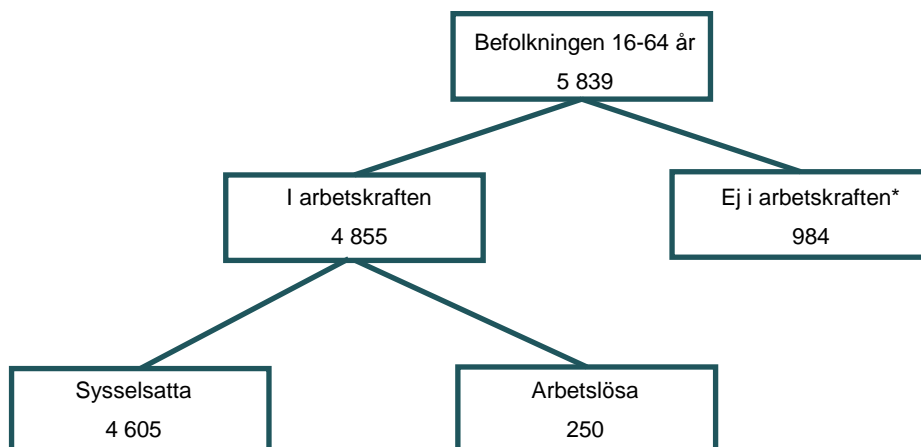 Befolkningen 16-64 år
5 839
I arbetskraften
4 855
Ej i arbetskraften*
984
Sysselsatta
4 605
Arbetslösa
250